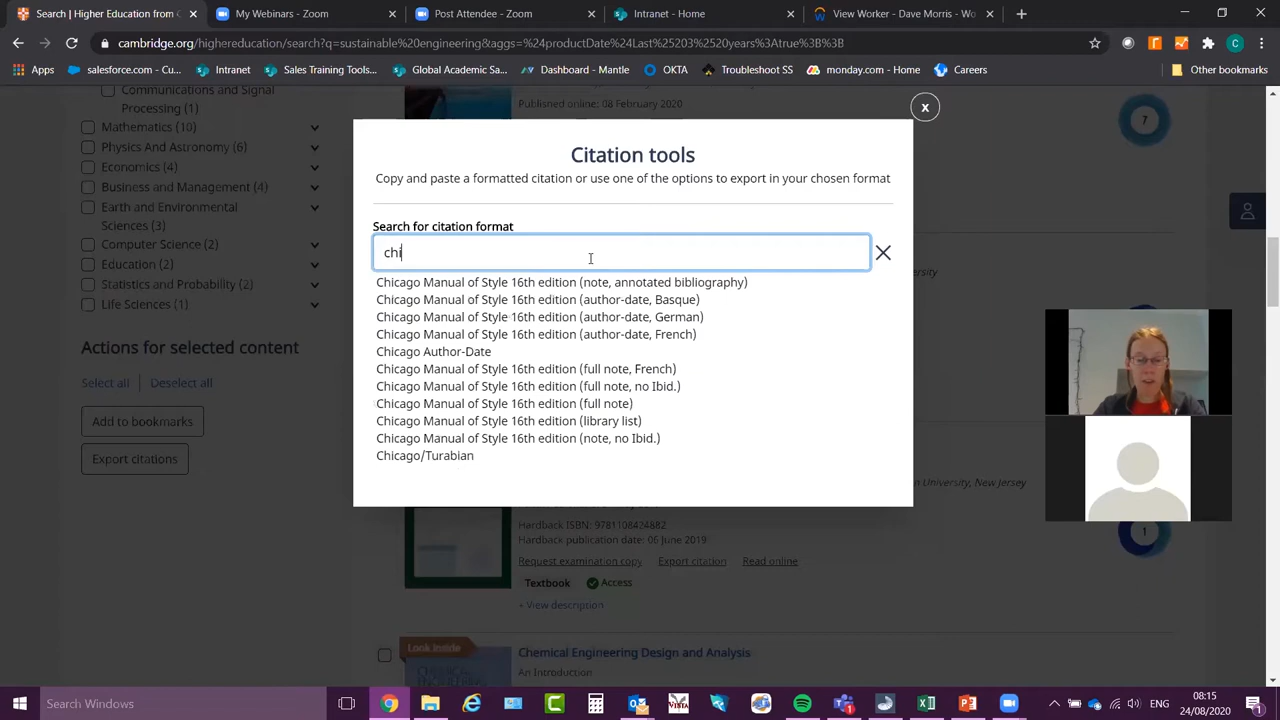 Search | Higher Education from C
My Webinars - Zoom
Post Attendee - Zoom
Intranet - Home
View Worker - Dave Morris - Wo
cambridge.org/highereducation/search?q=sustainable engineering&aggs=%24productDate%24Last%25203%2520years%3Atrue%3B%3B
Apps
salesforce.com - Cu...
Intranet
Sales Training Tools...
Global Academic Sa...
Dashboard - Mantle
OKTA
Troubleshoot SS
monday.com - Home
Careers
Other bookmarks
Communications and Signal
Processing (1)
Mathematics (10)
Physics And Astronomy (6)
Economics (4)
Business and Management (4)
Earth and Environmental
Sciences (3)
Computer Science (2)
Education (2)
Statistics and Probability (2)
Life Sciences (1)
Actions for selected content
Select all
Deselect all
Add to bookmarks
Export citations
Published online: 08 February 2020
7
x
Citation tools
Copy and paste a formatted citation or use one of the options to export in your chosen format
Search for citation format
chi
Chicago Manual of Style 16th edition (note, annotated bibliography)
Chicago Manual of Style 16th edition (author-date, Basque)
Chicago Manual of Style 16th edition (author-date, German)
Chicago Manual of Style 16th edition (author-date, French)
Chicago Author-Date
Chicago Manual of Style 16th edition (full note, French)
Chicago Manual of Style 16th edition (full note, no Ibid.)
Chicago Manual of Style 16th edition (full note)
Chicago Manual of Style 16th edition (library list)
Chicago Manual of Style 16th edition (note, no Ibid.)
Chicago/Turabian
University, New Jersey
Hardback ISBN: 9781108424882
Hardback publication date: 06 June 2019
1
Request examination copy
Export citation
Read online
Textbook
Access
+ View description
Look Inside
Chemical Engineering Design and Analysis
An Introduction
CHEMICAL
Search Windows
08:15
24/08/2020